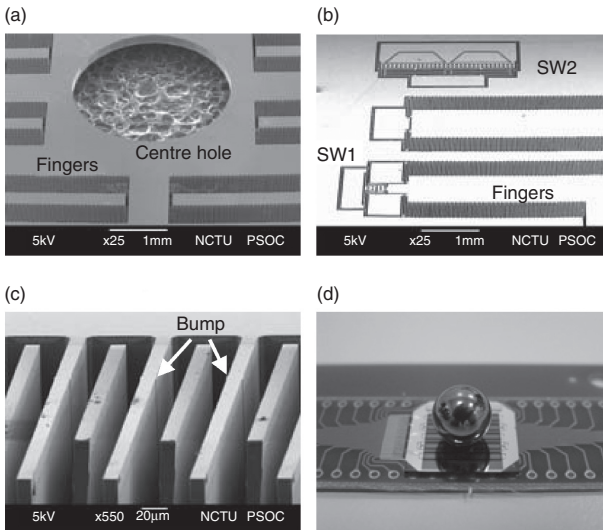 (a)
(b)
SW2
SW1
Fingers
Centre hole
Fingers
5kV x25 1mm NCTU PSOC
5kV x25 1mm NCTU PSOC
(c)
(d)
Bump
5kV x550 20µm NCTU PSOC